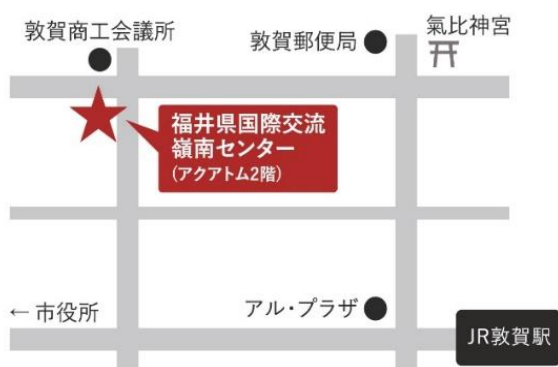 敦賀商工会議所
敦賀郵便局
氣比神宮
福井県国際交流
嶺南センター
(アクアトム2階)
← 市役所
アル・プラザ
JR敦賀駅